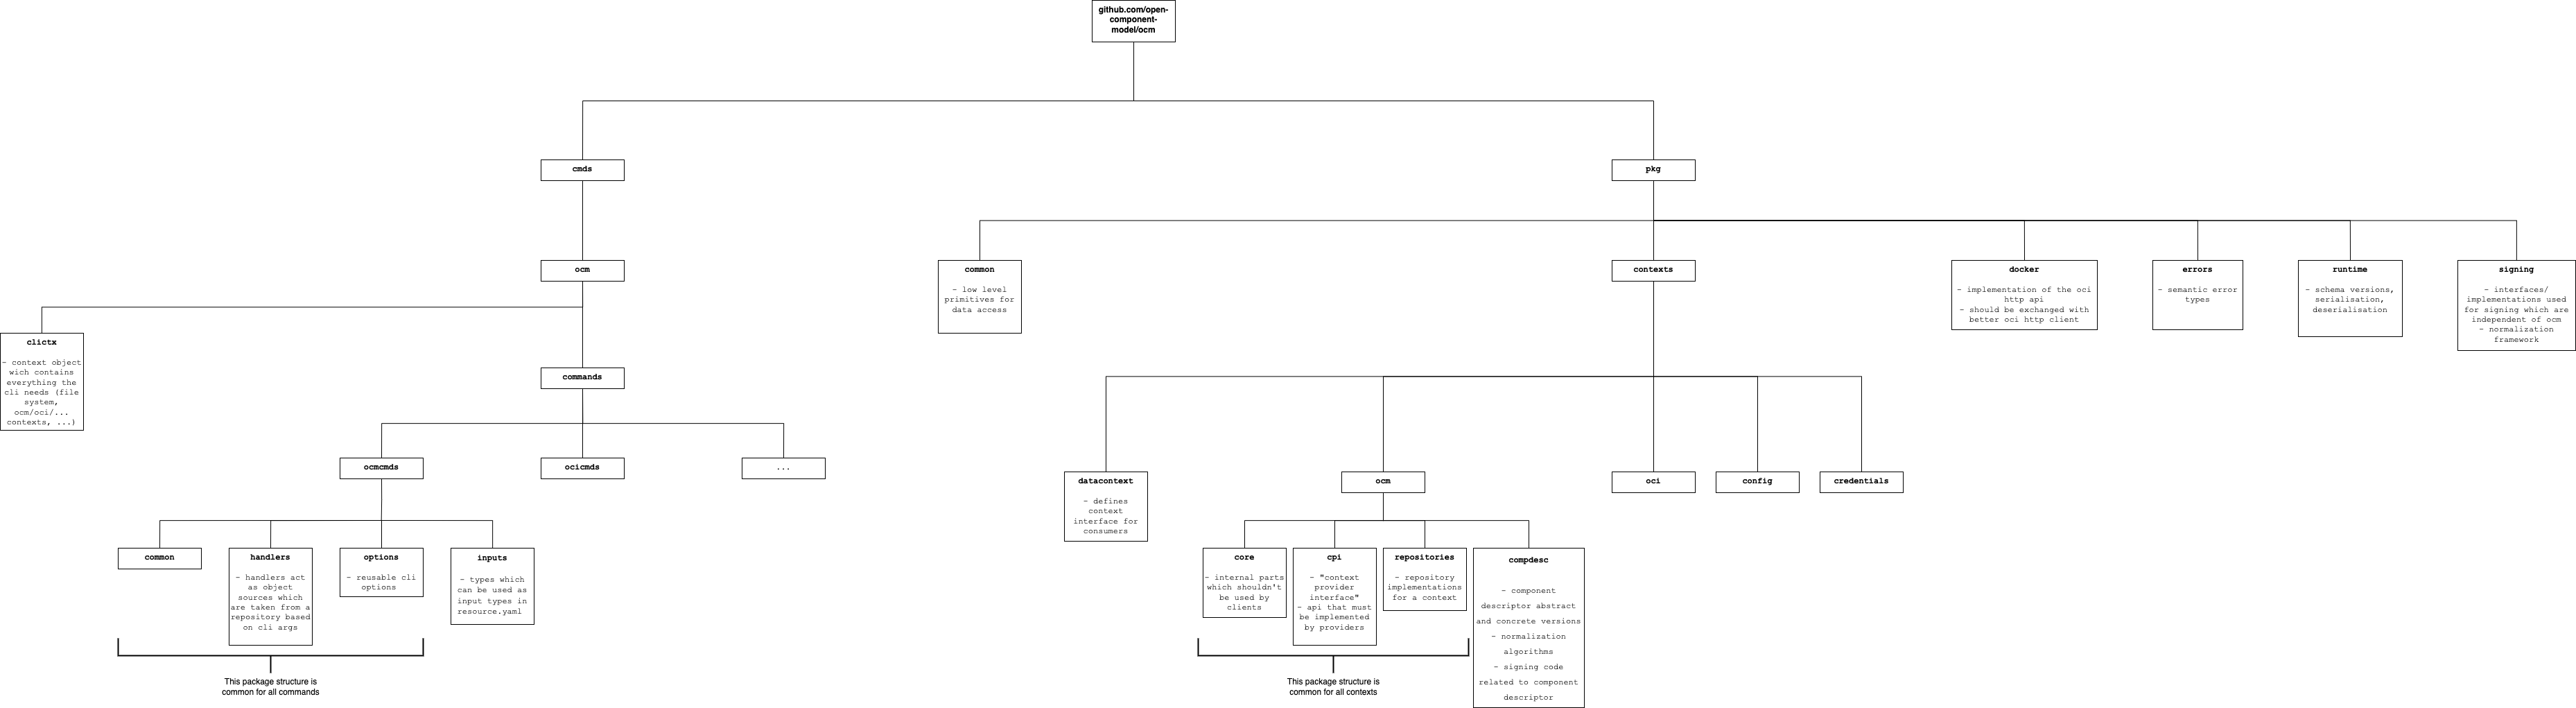 github.com/open-
component-
model/ocm
cmds
pkg
ocm
common
- low level
primitives for
data access
contexts
docker
- implementation of the oci
http api
- should be exchanged with
better oci http client
errors
- semantic error
types
runtime
- schema versions,
serialisation,
deserialisation
signing
- interfaces/
implementations used
for signing which are
independent of ocm
- normalization
framework
clictx
- context object
wich contains
everything the
cli needs (file
system,
ocm/oci/...
contexts, ...)
commands
ocmcmds
ocicmds
...
datacontext
- defines
context
interface for
consumers
ocm
oci
config
credentials
common
handlers
- handlers act
as object
sources which
are taken from a
repository based
on cli args
options
- reusable cli
options
inputs
- types which
can be used as
input types in
resource.yaml
core
- internal parts
which shouldn't
be used by
clients
cpi
- "context
provider
interface"
- api that must
be implemented
by providers
repositories
- repository
implementations
for a context
compdesc
- component
descriptor abstract
and concrete versions
- normalization
algorithms
- signing code
related to component
descriptor
This package structure is
common for all commands
This package structure is
common for all contexts